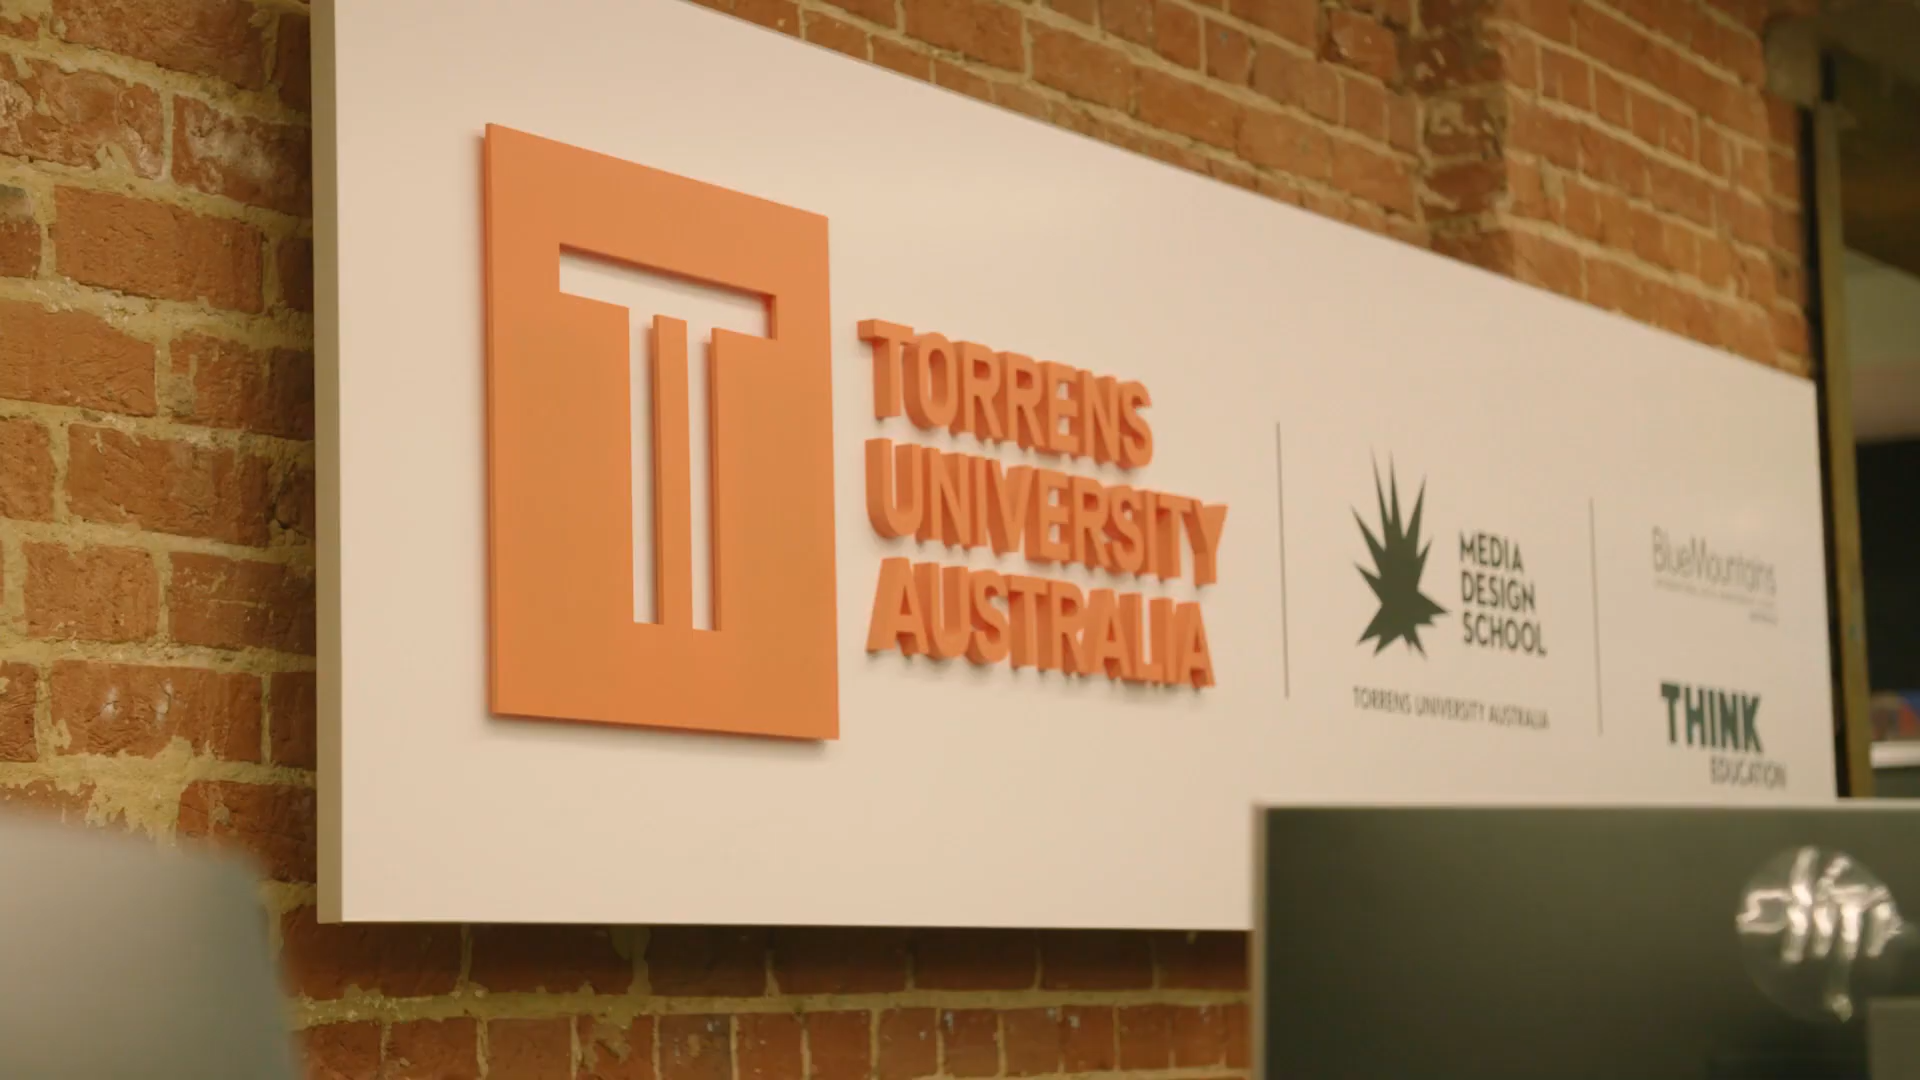 TORRENS
UNIVERSITY
AUSTRALIA
MEDIA
DESIGN
SCHOOL
TORRENS UNIVERSITY AUSTRALIA
BlueMountains
THINK
EDUCATION